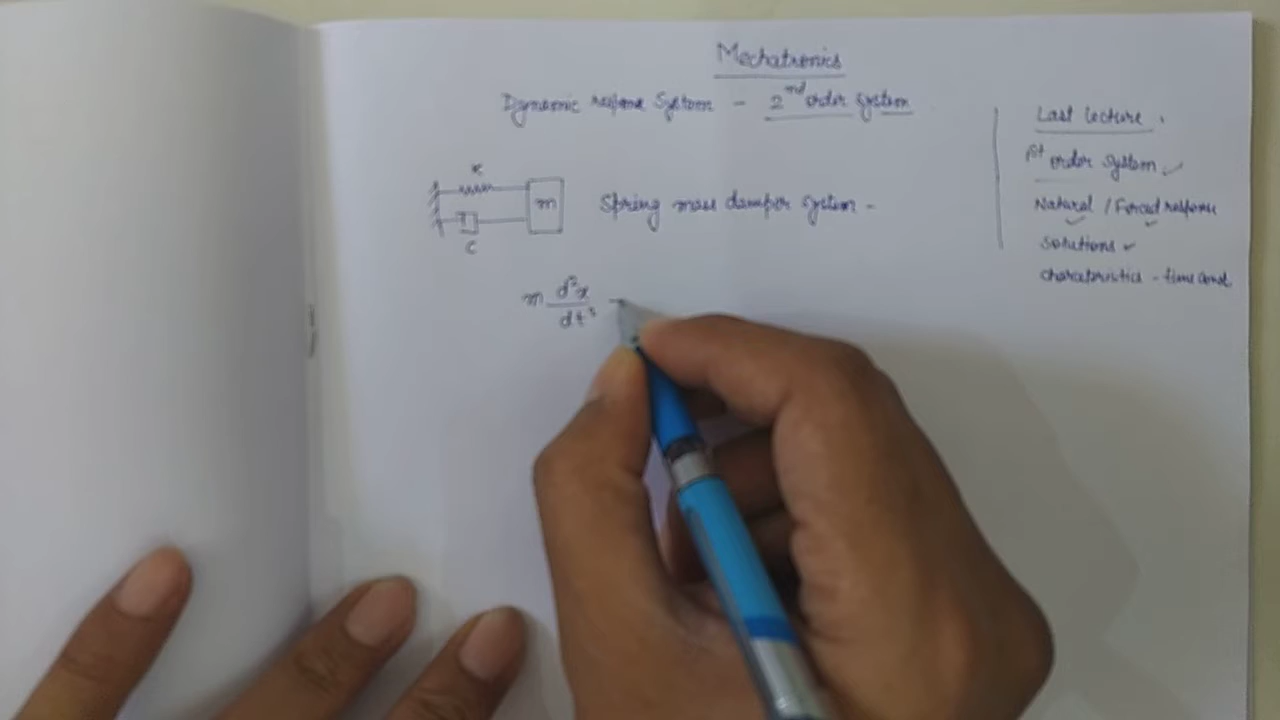 Mechatronics
Dynamic response System - 2nd order system
K
m
C
Spring mass damper system -
m d²x/dt² +
Last lecture.
1st order system ✓
Natural / Forced response
Solutions ✓
characteristics - time const